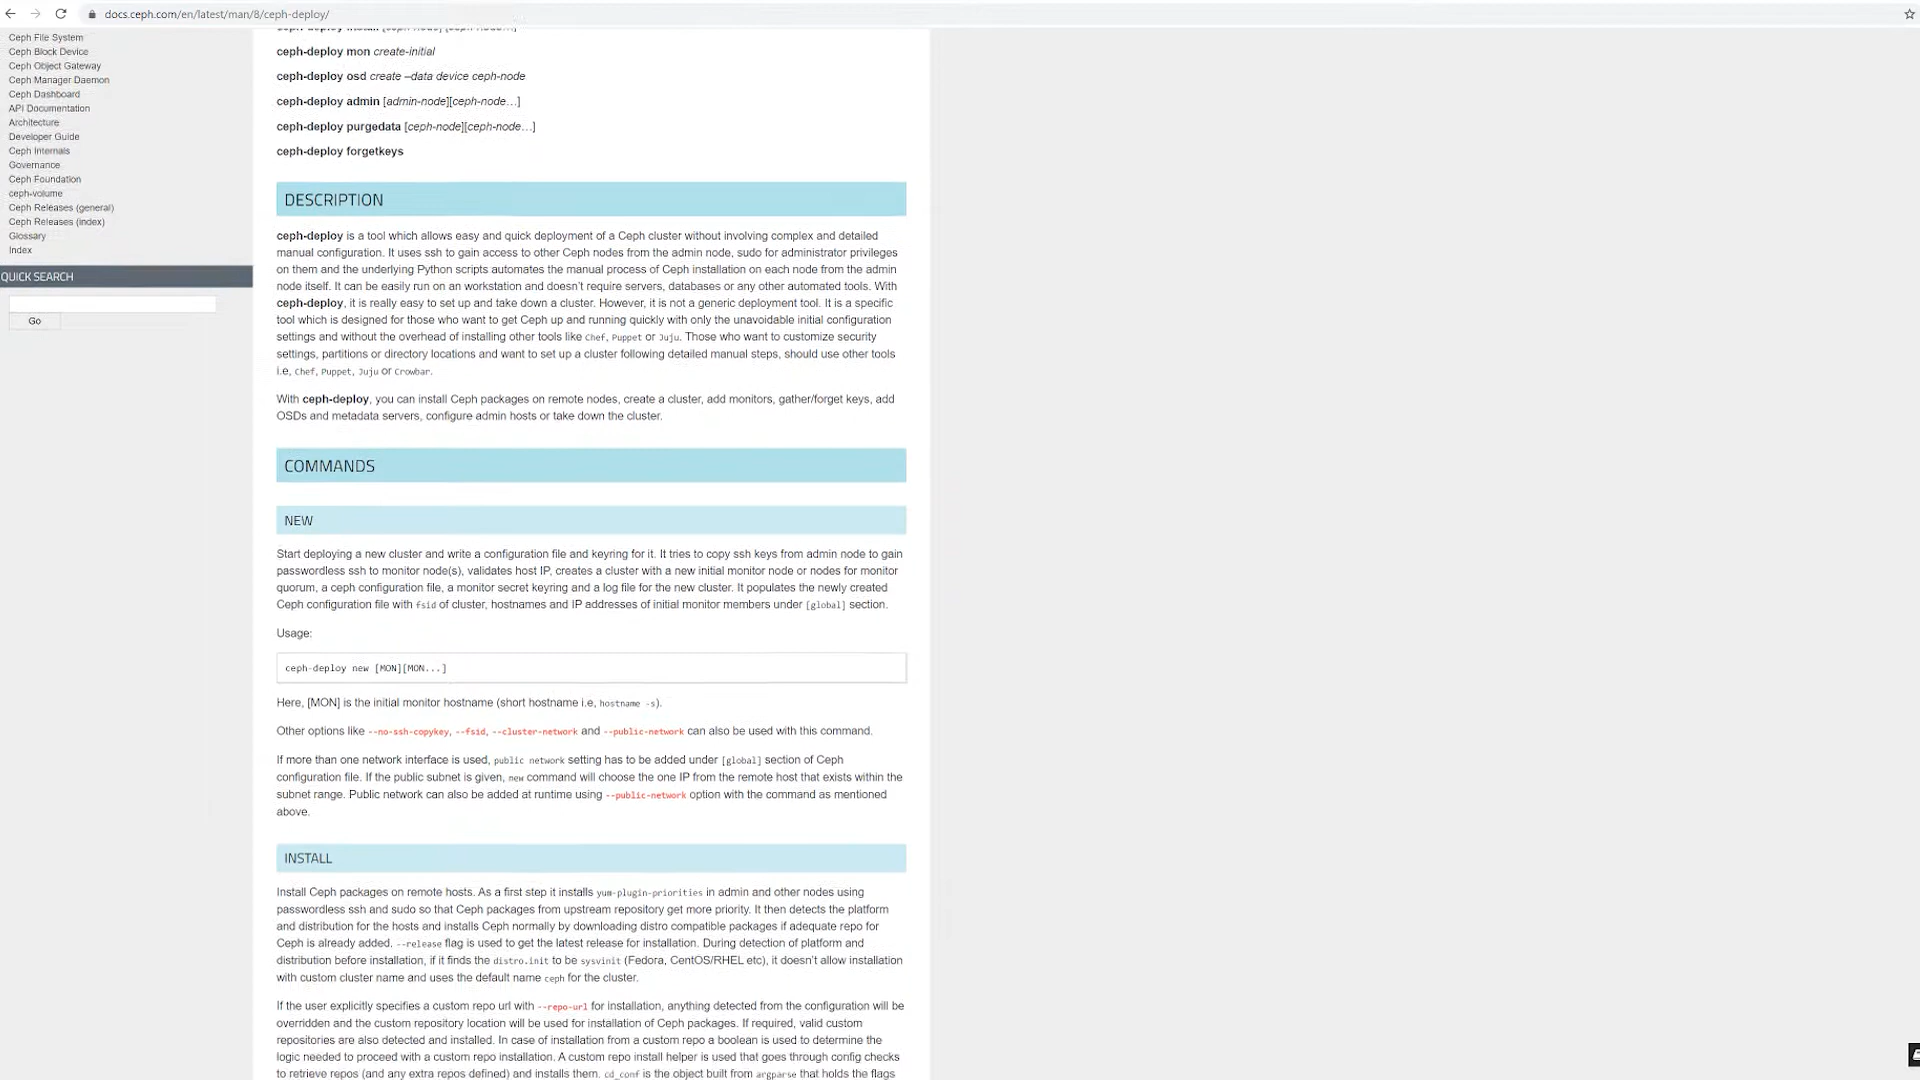 docs.ceph.com/en/latest/man/8/ceph-deploy/
Ceph File System
Ceph Block Device
Ceph Object Gateway
Ceph Manager Daemon
Ceph Dashboard
API Documentation
Architecture
Developer Guide
Ceph Internals
Governance
Ceph Foundation
ceph-volume
Ceph Releases (general)
Ceph Releases (index)
Glossary
Index
QUICK SEARCH
Go
ceph-deploy install [ceph-node][ceph-node…]
ceph-deploy mon create-initial
ceph-deploy osd create –data device ceph-node
ceph-deploy admin [admin-node][ceph-node…]
ceph-deploy purgedata [ceph-node][ceph-node…]
ceph-deploy forgetkeys
DESCRIPTION
ceph-deploy is a tool which allows easy and quick deployment of a Ceph cluster without involving complex and detailed
manual configuration. It uses ssh to gain access to other Ceph nodes from the admin node, sudo for administrator privileges
on them and the underlying Python scripts automates the manual process of Ceph installation on each node from the admin
node itself. It can be easily run on an workstation and doesn't require servers, databases or any other automated tools. With
ceph-deploy, it is really easy to set up and take down a cluster. However, it is not a generic deployment tool. It is a specific
tool which is designed for those who want to get Ceph up and running quickly with only the unavoidable initial configuration
settings and without the overhead of installing other tools like Chef, Puppet or Juju. Those who want to customize security
settings, partitions or directory locations and want to set up a cluster following detailed manual steps, should use other tools
i.e, Chef, Puppet, Juju or Crowbar.
With ceph-deploy, you can install Ceph packages on remote nodes, create a cluster, add monitors, gather/forget keys, add
OSDs and metadata servers, configure admin hosts or take down the cluster.
COMMANDS
NEW
Start deploying a new cluster and write a configuration file and keyring for it. It tries to copy ssh keys from admin node to gain
passwordless ssh to monitor node(s), validates host IP, creates a cluster with a new initial monitor node or nodes for monitor
quorum, a ceph configuration file, a monitor secret keyring and a log file for the new cluster. It populates the newly created
Ceph configuration file with fsid of cluster, hostnames and IP addresses of initial monitor members under [global] section.
Usage:
ceph-deploy new [MON][MON...]
Here, [MON] is the initial monitor hostname (short hostname i.e, hostname -s).
Other options like --no-ssh-copykey, --fsid, --cluster-network and --public-network can also be used with this command.
If more than one network interface is used, public network setting has to be added under [global] section of Ceph
configuration file. If the public subnet is given, new command will choose the one IP from the remote host that exists within the
subnet range. Public network can also be added at runtime using --public-network option with the command as mentioned
above.
INSTALL
Install Ceph packages on remote hosts. As a first step it installs yum-plugin-priorities in admin and other nodes using
passwordless ssh and sudo so that Ceph packages from upstream repository get more priority. It then detects the platform
and distribution for the hosts and installs Ceph normally by downloading distro compatible packages if adequate repo for
Ceph is already added. --release flag is used to get the latest release for installation. During detection of platform and
distribution before installation, if it finds the distro.init to be sysvinit (Fedora, CentOS/RHEL etc), it doesn't allow installation
with custom cluster name and uses the default name ceph for the cluster.
If the user explicitly specifies a custom repo url with --repo-url for installation, anything detected from the configuration will be
overridden and the custom repository location will be used for installation of Ceph packages. If required, valid custom
repositories are also detected and installed. In case of installation from a custom repo a boolean is used to determine the
logic needed to proceed with a custom repo installation. A custom repo install helper is used that goes through config checks
to retrieve repos (and any extra repos defined) and installs them. cd_conf is the object built from argparse that holds the flags